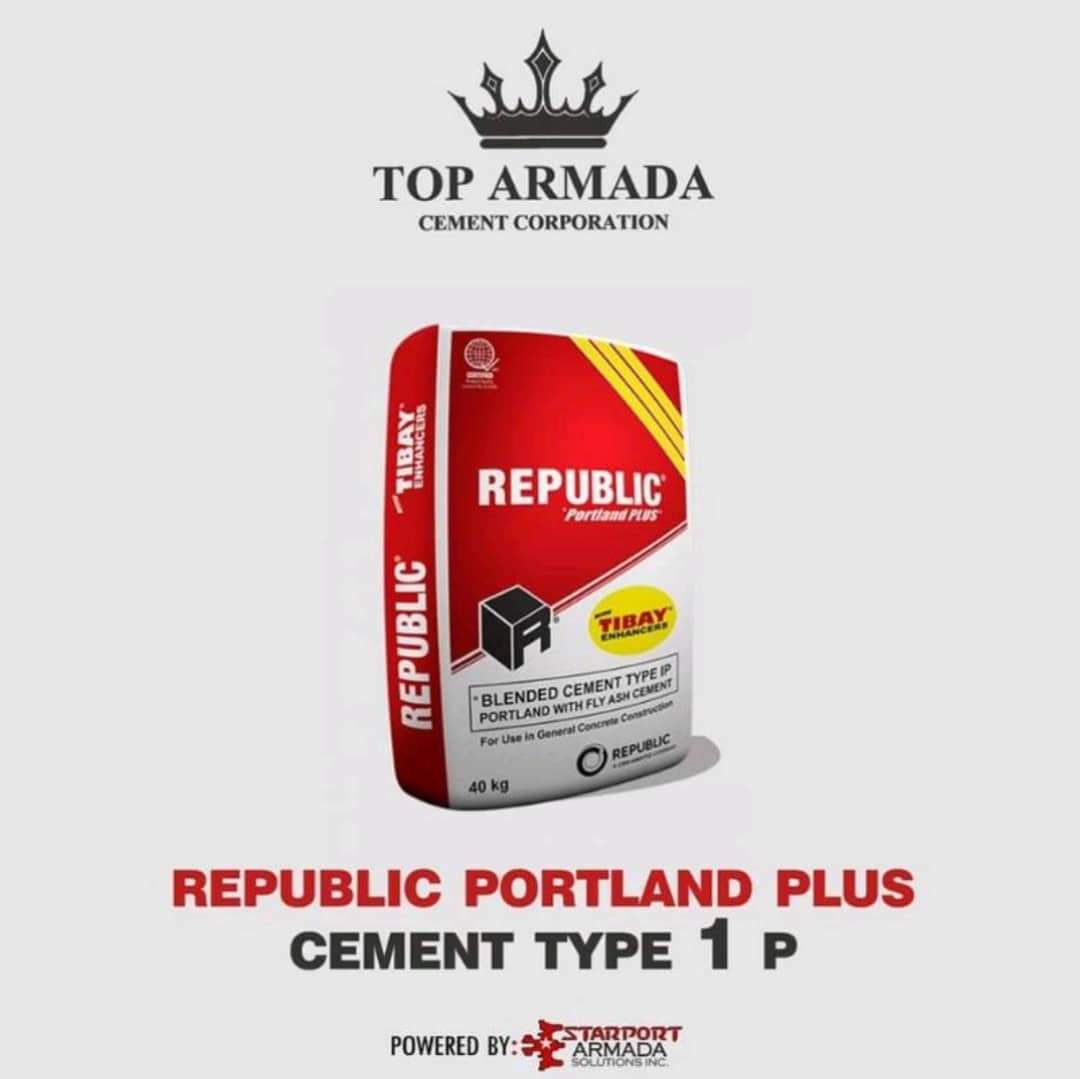 TOP ARMADA
CEMENT CORPORATION
CERTIFIED
TIBAY
ENHANCERS
REPUBLIC
REPUBLIC®
"Portland PLUS"
R®
TIBAY
ENHANCERS
*BLENDED CEMENT TYPE IP
PORTLAND WITH FLY ASH CEMENT
For Use in General Concrete Construction
REPUBLIC
40 kg
REPUBLIC PORTLAND PLUS
CEMENT TYPE 1 P
POWERED BY:
STARPORT
ARMADA
SOLUTIONS INC.